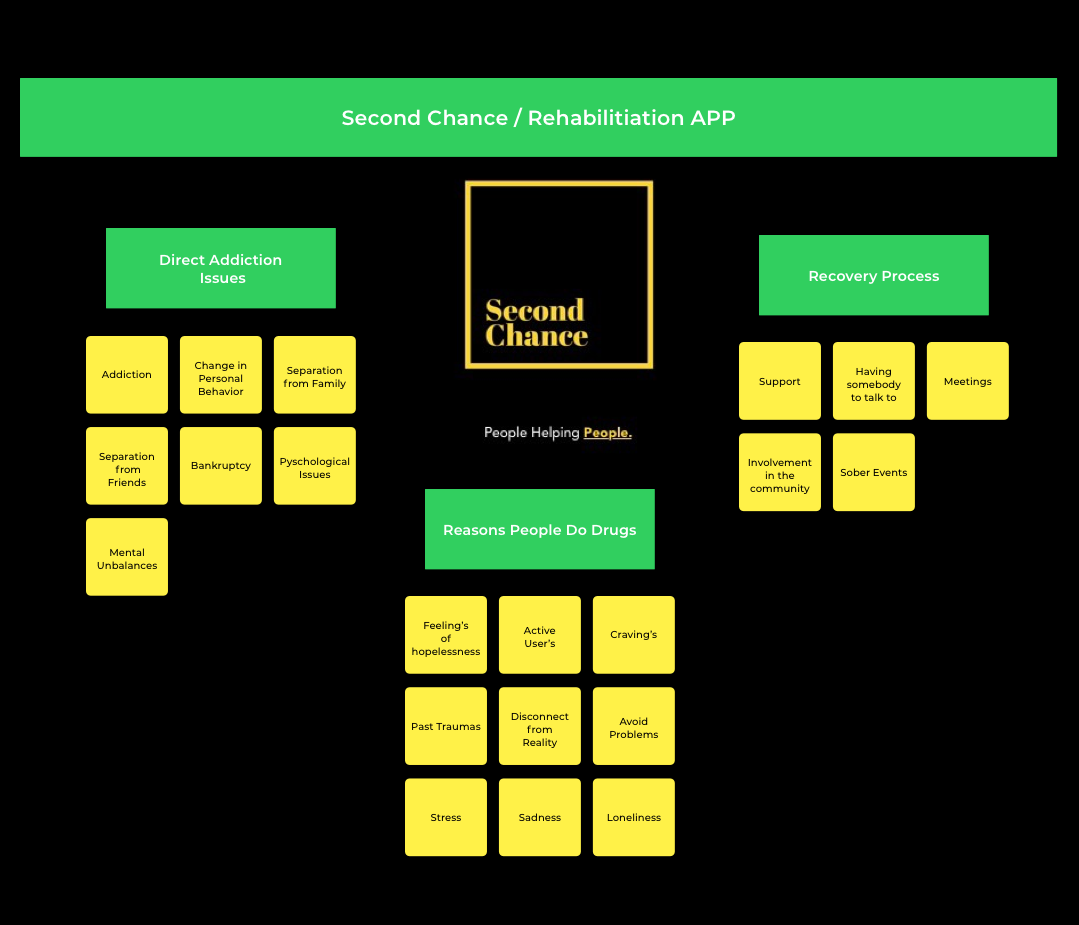 Second Chance / Rehabilitiation APP
Second
Chance
People Helping People.
Direct Addiction
Issues
Addiction
Change in
Personal
Behavior
Separation
from Family
Separation
from
Friends
Bankruptcy
Pyschological
Issues
Mental
Unbalances
Reasons People Do Drugs
Feeling’s
of
hopelessness
Active
User’s
Craving’s
Past Traumas
Disconnect
from
Reality
Avoid
Problems
Stress
Sadness
Loneliness
Recovery Process
Support
Having
somebody
to talk to
Meetings
Involvement
in the
community
Sober Events